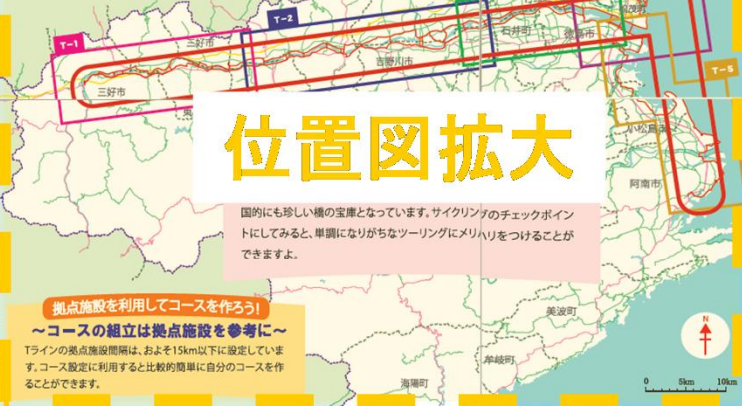 T-1
T-2
三好市
石井町
徳島市
吉野川市
T-5
三好市
小松島市
位置図拡大
阿南市
国的にも珍しい橋の宝庫となっています。サイクリングのチェックポイン
トにしてみると、単調になりがちなツーリングにメリハリをつけることが
できますよ。
拠点施設を利用してコースを作ろう!
〜コースの組立は拠点施設を参考に〜
Tラインの拠点施設間隔は、およそ15km以下に設定していま
す。コース設定に利用すると比較的簡単に自分のコースを作
ることができます。
美波町
牟岐町
海陽町
N
0 5km 10km